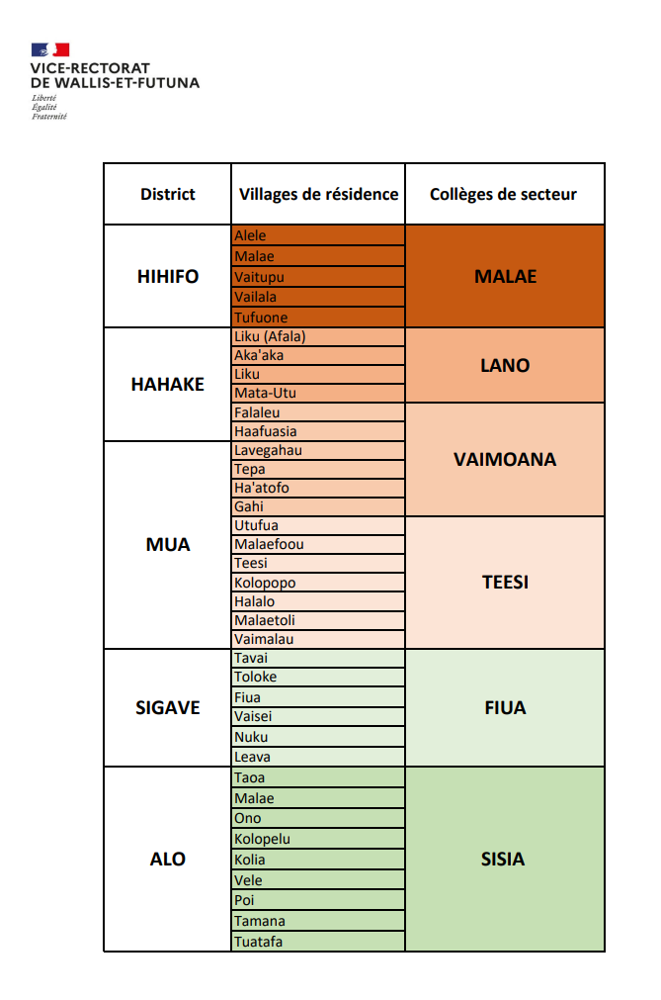 VICE-RECTORAT
DE WALLIS-ET-FUTUNA
Liberté
Égalité
Fraternité
District Villages de résidence Collèges de secteur
HIHIFO
Alele
Malae
Vaitupu
Vailala
Tufuone
MALAE
HAHAKE
Liku (Afala)
Aka'aka
Liku
Mata-Utu
LANO
Falaleu
Haafuasia
VAIMOANA
MUA
Lavegahau
Tepa
Ha'atofo
Gahi
Utufua
Malaefoou
Teesi
Kolopopo
Halalo
Malaetoli
Vaimalau
TEESI
SIGAVE
Tavai
Toloke
Fiua
Vaisei
Nuku
Leava
FIUA
ALO
Taoa
Malae
Ono
Kolopelu
Kolia
Vele
Poi
Tamana
Tuatafa
SISIA